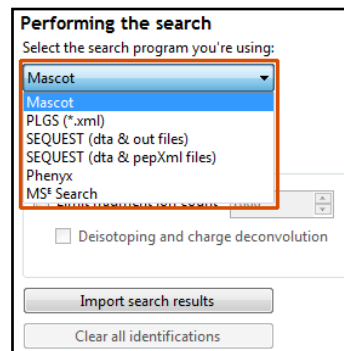 Performing the search
Select the search program you're using:
Mascot
Mascot
PLGS (*.xml)
SEQUEST (dta & out files)
SEQUEST (dta & pepXml files)
Phenyx
MSᴱ Search
Deisotoping and charge deconvolution
Import search results
Clear all identifications